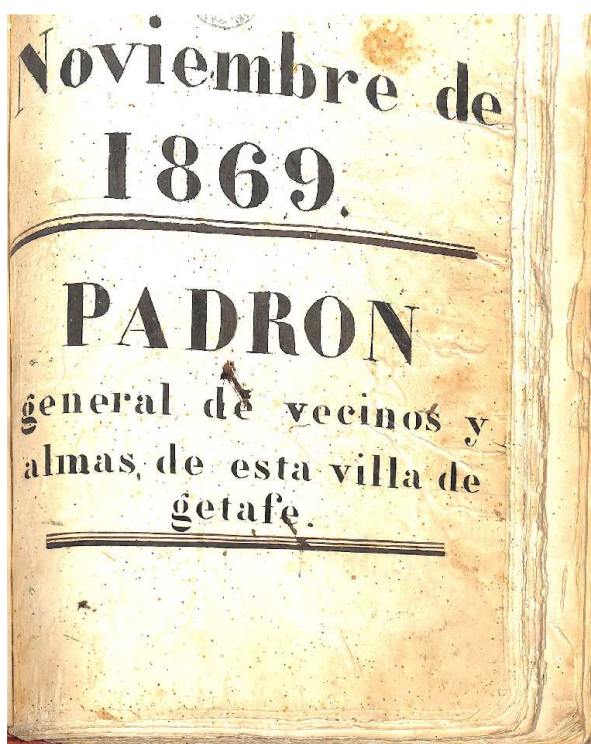 Noviembre de
1869.
PADRON
general de vecinos y
almas, de esta villa de
getafe.